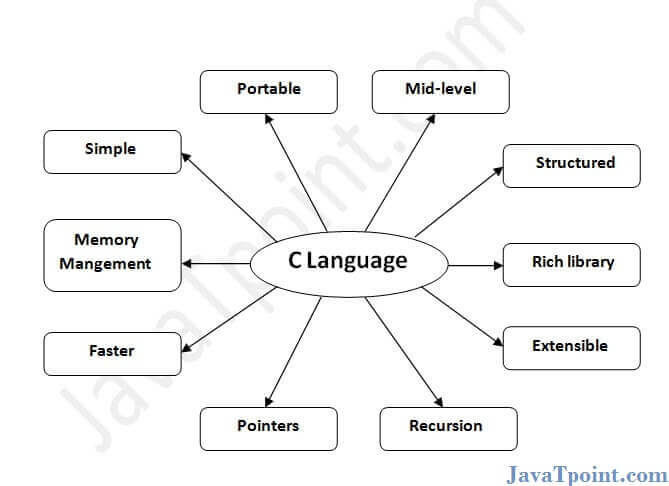 Portable
Mid-level
Simple
Structured
Memory
Mangement
C Language
Rich library
Faster
Extensible
Pointers
Recursion
JavaTpoint.com
JavaTpoint.com